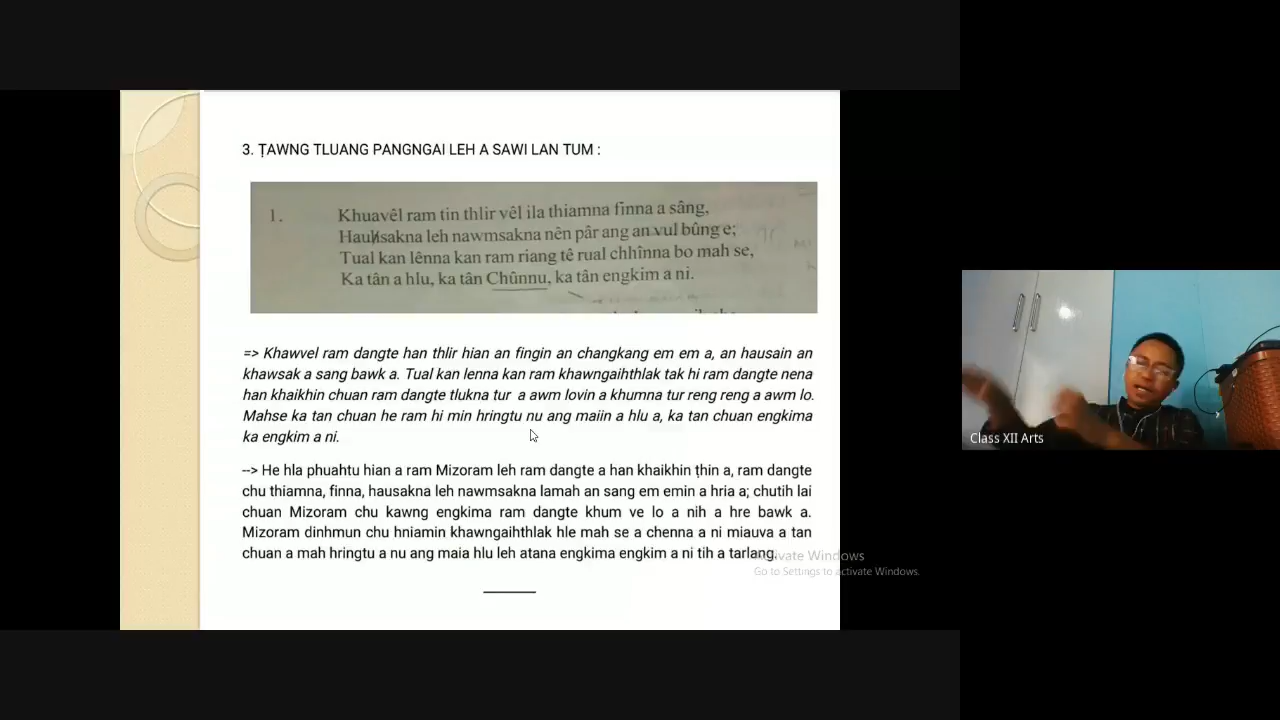 3. ṬAWNG TLUANG PANGNGAI LEH A SAWI LAN TUM :
1. Khuavêl ram tin thlir vêl ila thiamna finna a sâng,
Hausakna leh nawmsakna nên pâr ang an vul bûng e;
Tual kan lênna kan ram riang tê rual chhînna bo mah se,
Ka tân a hlu, ka tân Chûnnu, ka tân engkim a ni.
=> Khawvel ram dangte han thlir hian an fingin an changkang em em a, an hausain an
khawsak a sang bawk a. Tual kan lenna kan ram khawngaihthlak tak hi ram dangte nena
han khaikhin chuan ram dangte tlukna tur a awm lovin a khumna tur reng reng a awm lo.
Mahse ka tan chuan he ram hi min hringtu nu ang maiin a hlu a, ka tan chuan engkima
ka engkim a ni.
--> He hla phuahtu hian a ram Mizoram leh ram dangte a han khaikhin ṭhin a, ram dangte
chu thiamna, finna, hausakna leh nawmsakna lamah an sang em emin a hria a; chutih lai
chuan Mizoram chu kawng engkima ram dangte khum ve lo a nih a hre bawk a.
Mizoram dinhmun chu hniamin khawngaihthlak hle mah se a chenna a ni miauva a tan
chuan a mah hringtu a nu ang maia hlu leh atana engkima engkim a ni tih a tarlang.
Activate Windows
Go to Settings to activate Windows.
Class XII Arts